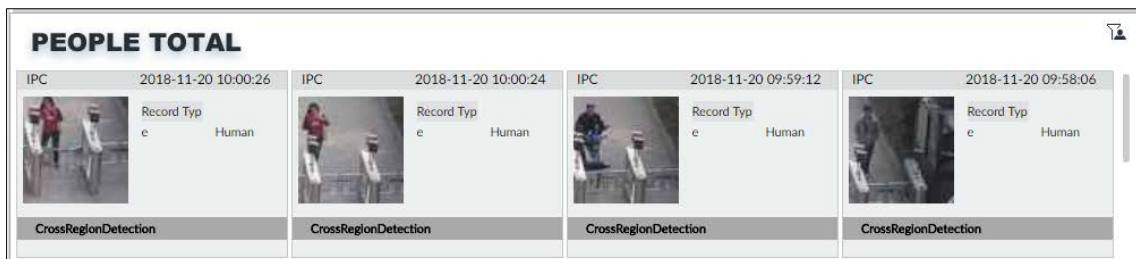 PEOPLE TOTAL
IPC 2018-11-20 10:00:26
Record Typ
e Human
CrossRegionDetection
IPC 2018-11-20 10:00:24
Record Typ
e Human
CrossRegionDetection
IPC 2018-11-20 09:59:12
Record Typ
e Human
CrossRegionDetection
IPC 2018-11-20 09:58:06
Record Typ
e Human
CrossRegionDetection